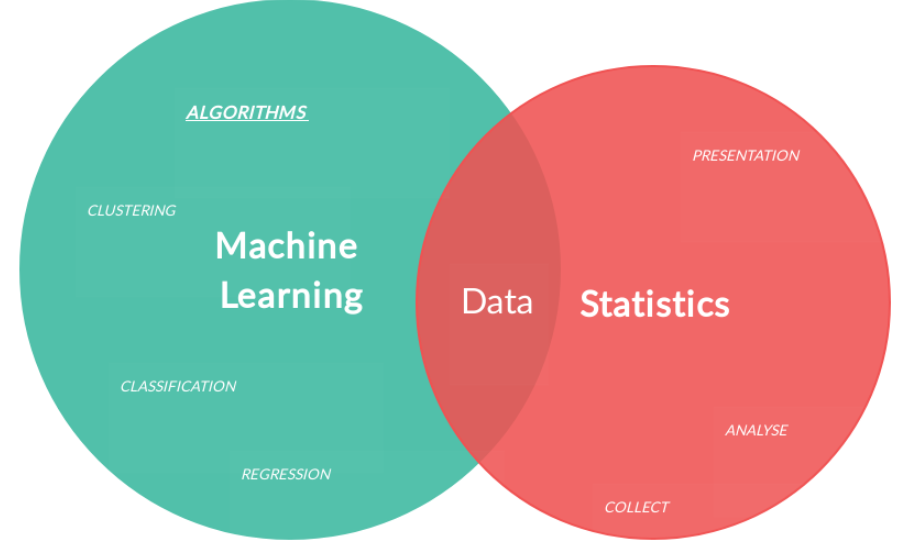 ALGORITHMS
CLUSTERING
Machine
Learning
CLASSIFICATION
REGRESSION
Data
Statistics
PRESENTATION
ANALYSE
COLLECT